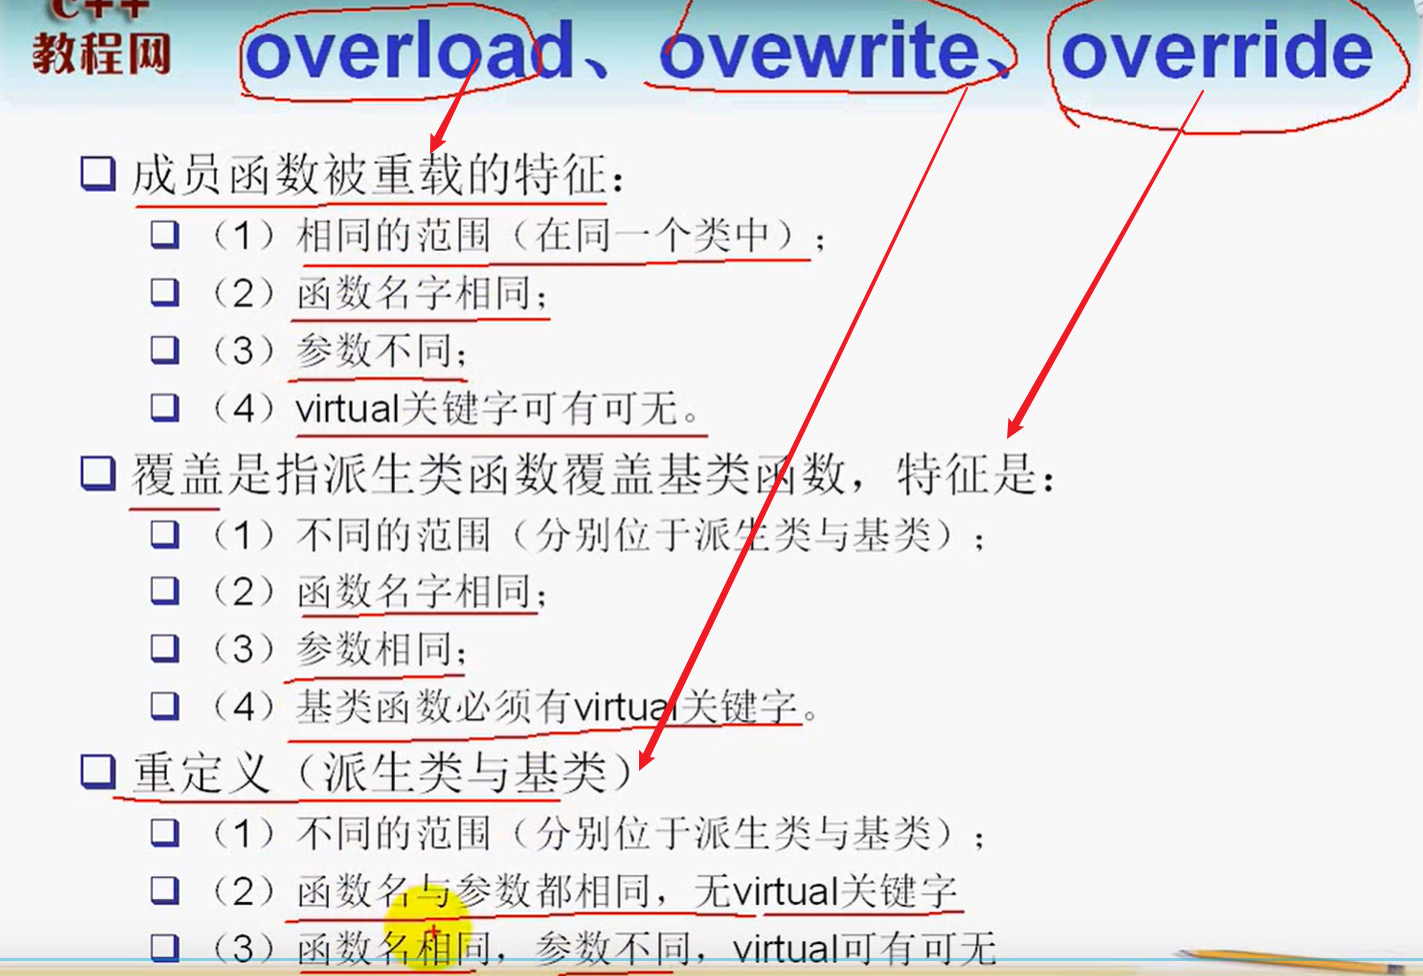 c++
教程网
overload、ovewrite、override
❑ 成员函数被重载的特征：
❑ （1）相同的范围（在同一个类中）；
❑ （2）函数名字相同；
❑ （3）参数不同；
❑ （4）virtual关键字可有可无。
❑ 覆盖是指派生类函数覆盖基类函数，特征是：
❑ （1）不同的范围（分别位于派生类与基类）；
❑ （2）函数名字相同；
❑ （3）参数相同；
❑ （4）基类函数必须有virtual关键字。
❑ 重定义（派生类与基类）
❑ （1）不同的范围（分别位于派生类与基类）；
❑ （2）函数名与参数都相同，无virtual关键字
❑ （3）函数名相同，参数不同，virtual可有可无